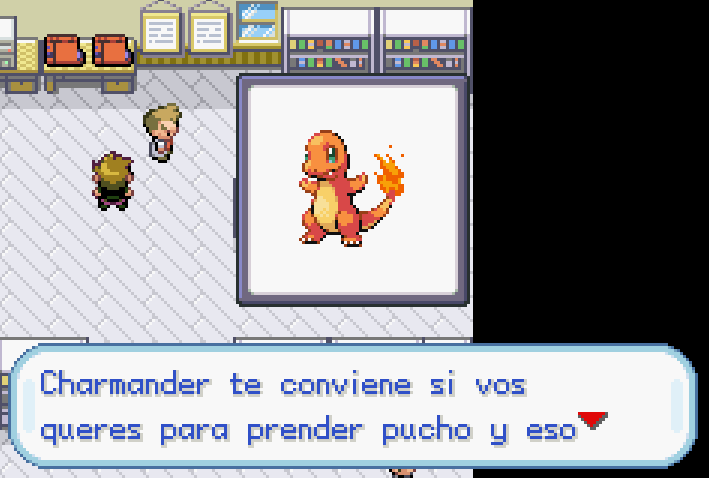 Charmander te conviene si vos
queres para prender pucho y eso